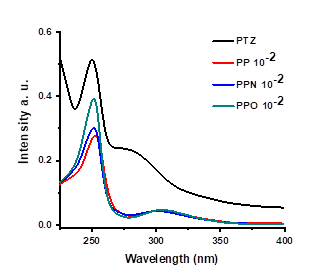 0.6
0.4
0.2
0.0
Intensity a. u.
PTZ
PP 10-2
PPN 10-2
PPO 10-2
250 300 350 400
Wavelength (nm)